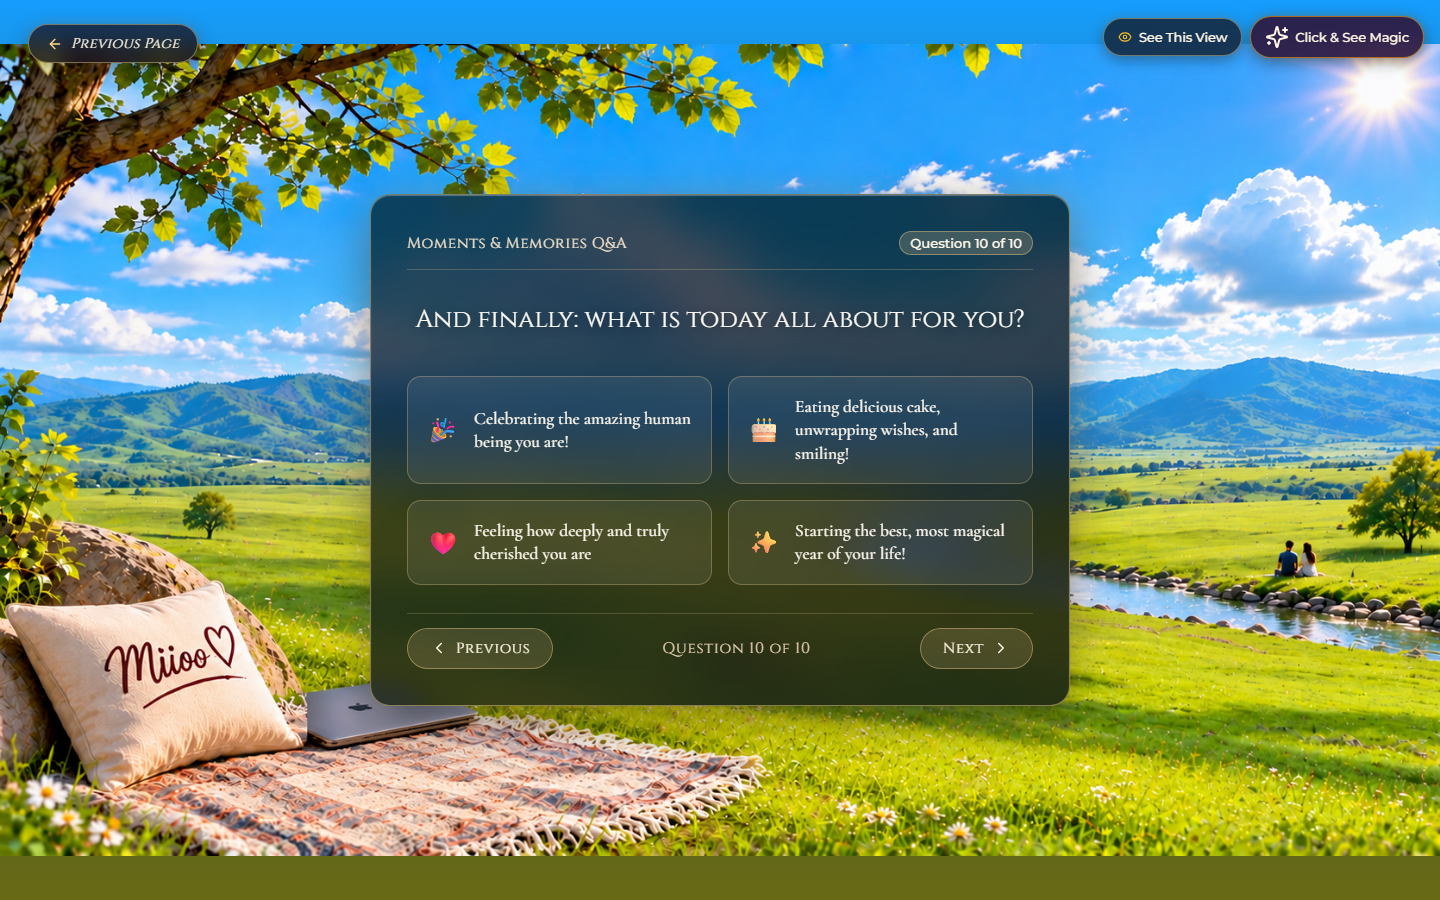 Previous Page
See This View
Click & See Magic
Moments & Memories Q&A
Question 10 of 10
And finally: what is today all about for you?
Celebrating the amazing human
being you are!
Eating delicious cake,
unwrapping wishes, and
smiling!
Feeling how deeply and truly
cherished you are
Starting the best, most magical
year of your life!
Previous
Question 10 of 10
Next
Miioo